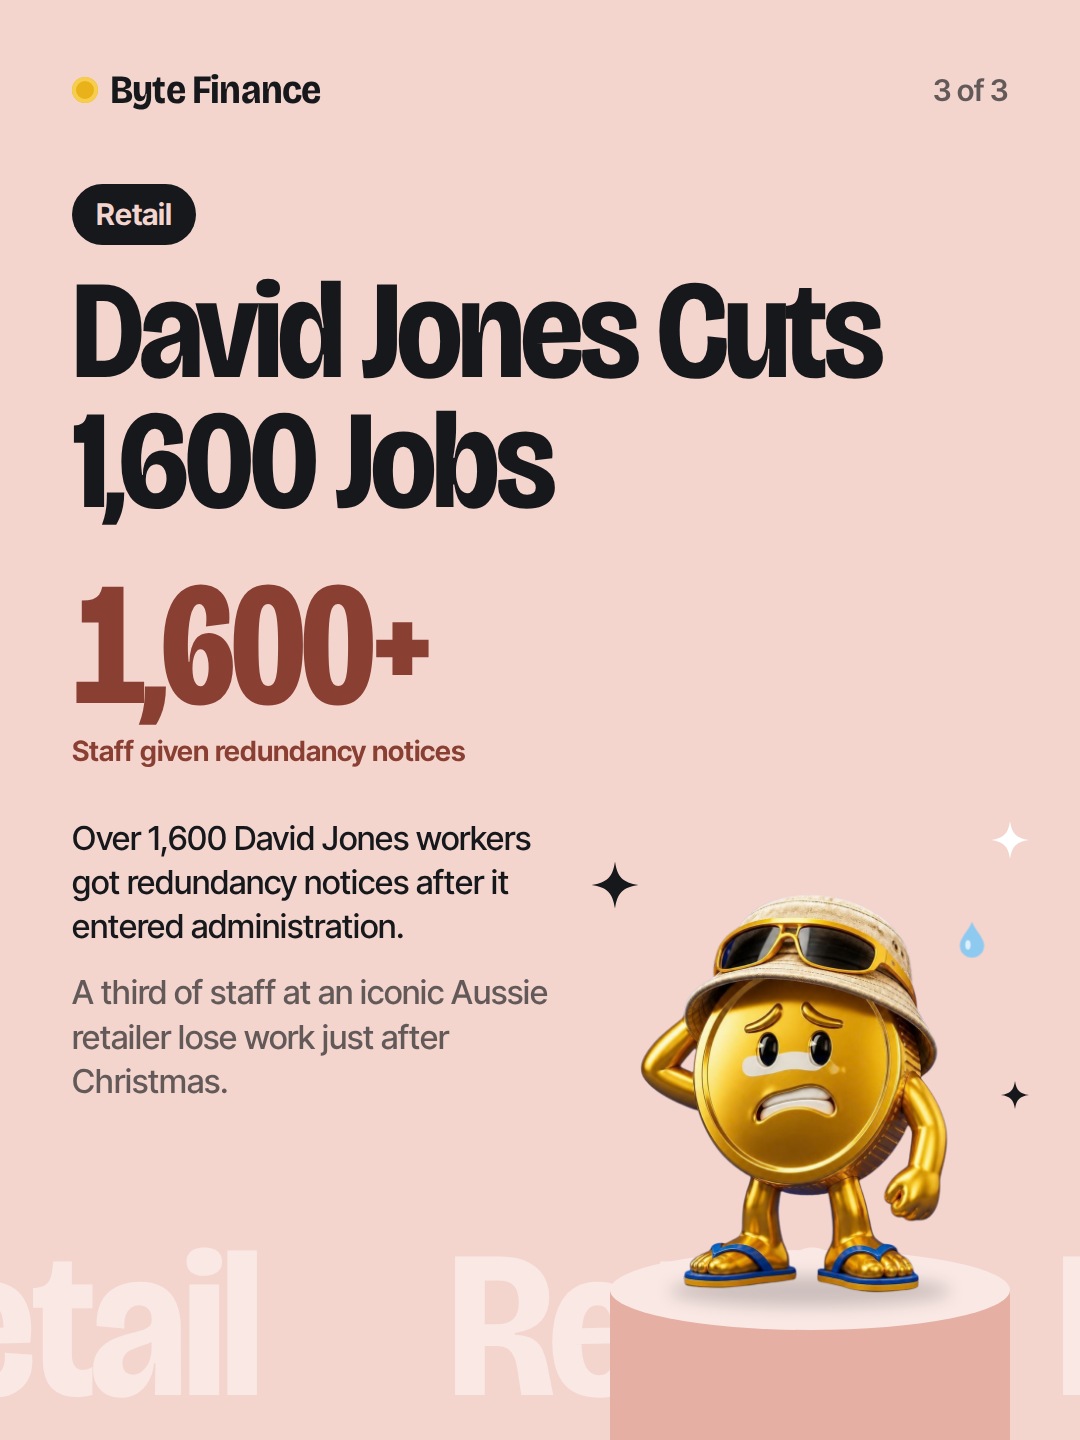 Byte Finance
3 of 3
Retail
David Jones Cuts
1,600 Jobs
1,600+
Staff given redundancy notices
Over 1,600 David Jones workers
got redundancy notices after it
entered administration.
A third of staff at an iconic Aussie
retailer lose work just after
Christmas.
etail Re